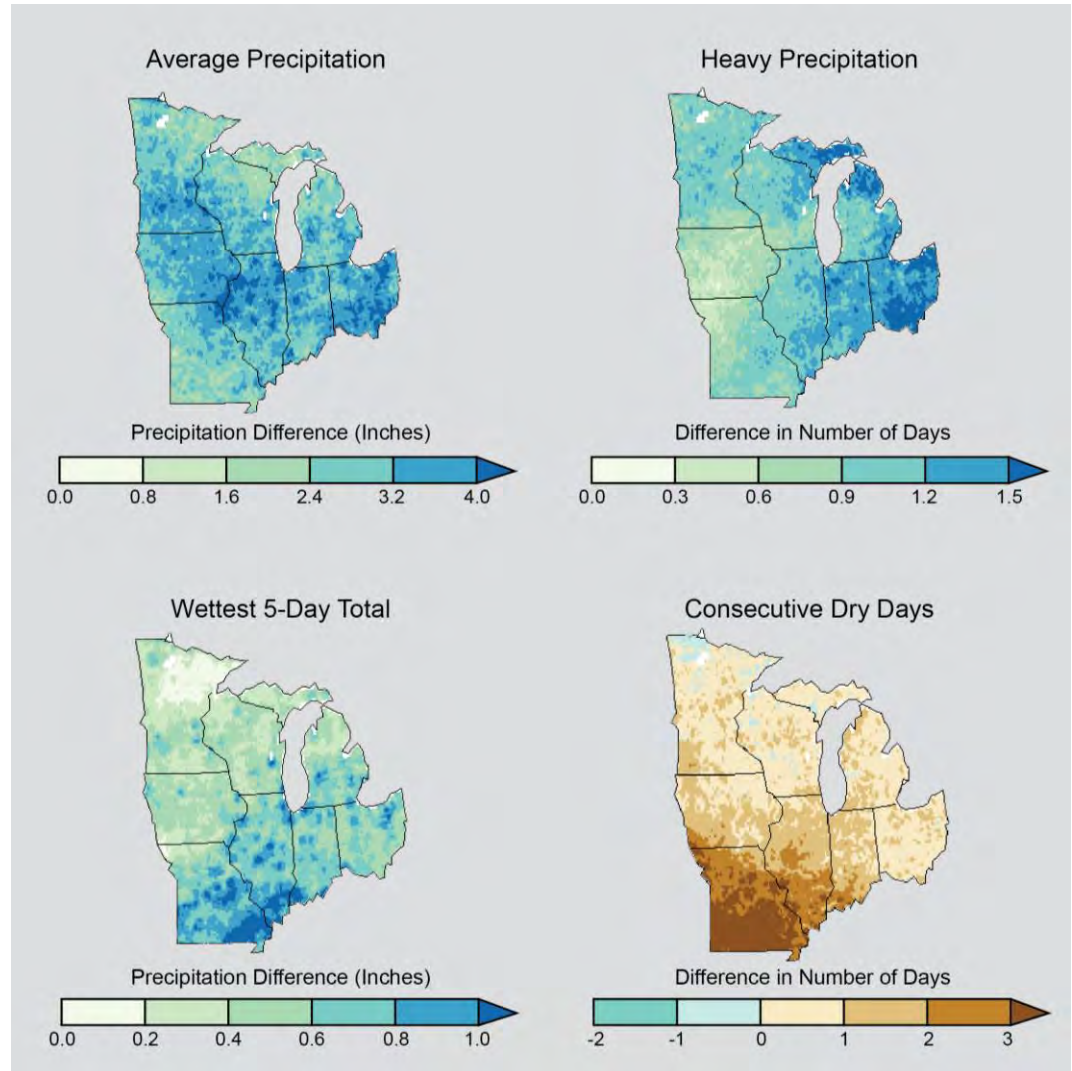 Average Precipitation
Heavy Precipitation
Precipitation Difference (Inches)
0.0 0.8 1.6 2.4 3.2 4.0
Difference in Number of Days
0.0 0.3 0.6 0.9 1.2 1.5
Wettest 5-Day Total
Consecutive Dry Days
Precipitation Difference (Inches)
0.0 0.2 0.4 0.6 0.8 1.0
Difference in Number of Days
-2 -1 0 1 2 3